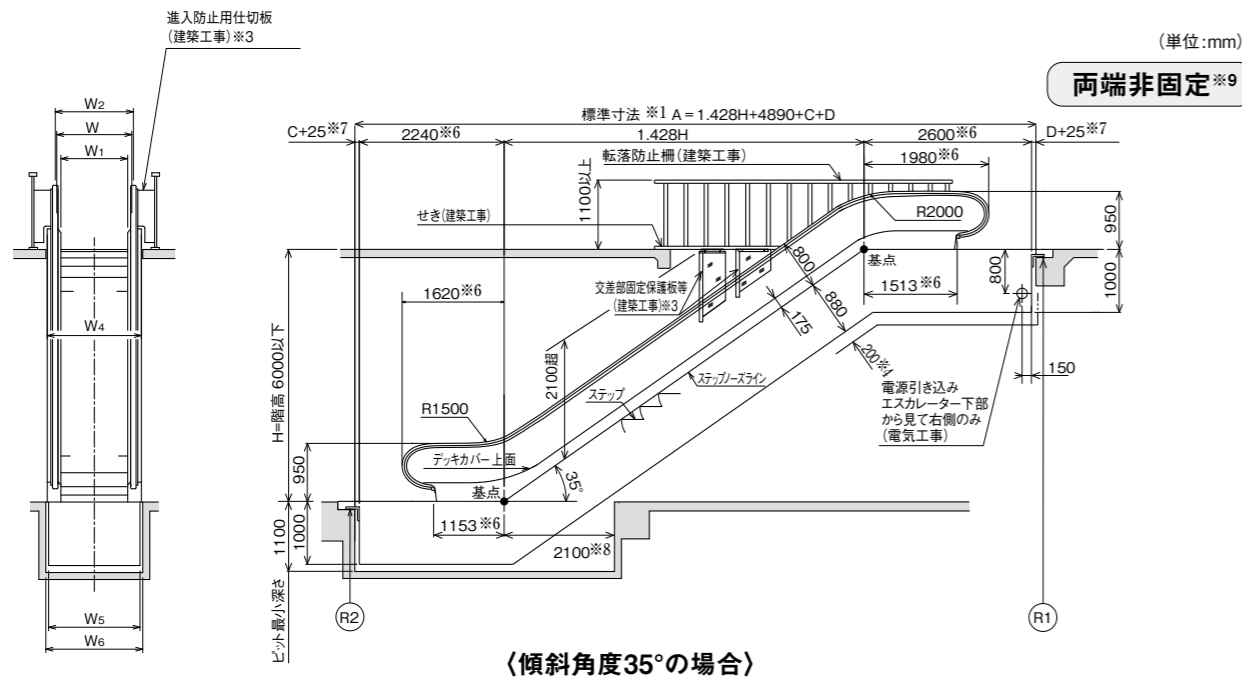 進入防止用仕切板
(建築工事)※3
(単位:mm)
両端非固定※9
標準寸法 ※1 A=1.428H+4890+C+D
C+25※7
2240※6
1.428H
2600※6
D+25※7
1980※6
転落防止柵(建築工事)
1100以上
せき(建築工事)
R2000
950
基点
800
1000
1513※6
交差部固定保護板等
(建築工事)※3
800
880
175
200※4
150
電源引き込み
エスカレーター下部
から見て右側のみ
(電気工事)
W2
W
W1
W4
W5
W6
H=階高6000以下
1620※6
2100超
ステップノーズライン
ステップ
R1500
デッキカバー上面
950
35°
基点
1153※6
2100※8
1100
1000
ピット最小深さ
R2
R1
〈傾斜角度35°の場合〉